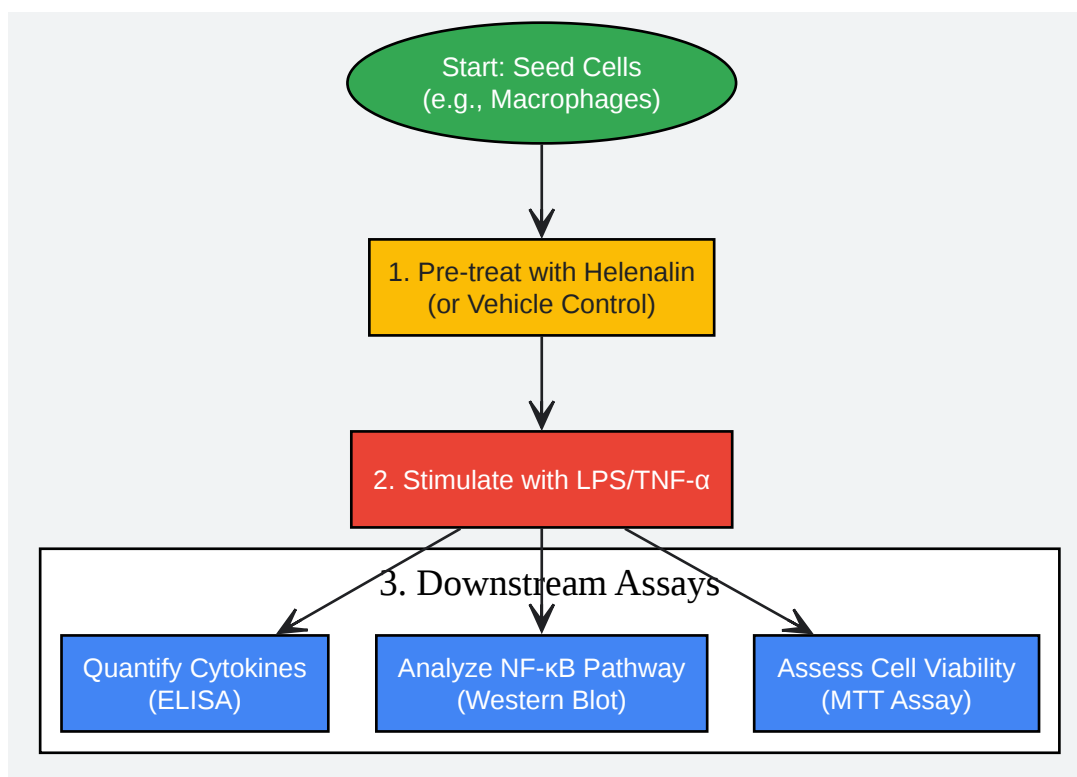 Start: Seed Cells
(e.g., Macrophages)
1. Pre-treat with Helenalin
(or Vehicle Control)
2. Stimulate with LPS/TNF-α
3. Downstream Assays
Quantify Cytokines
(ELISA)
Analyze NF-κB Pathway
(Western Blot)
Assess Cell Viability
(MTT Assay)